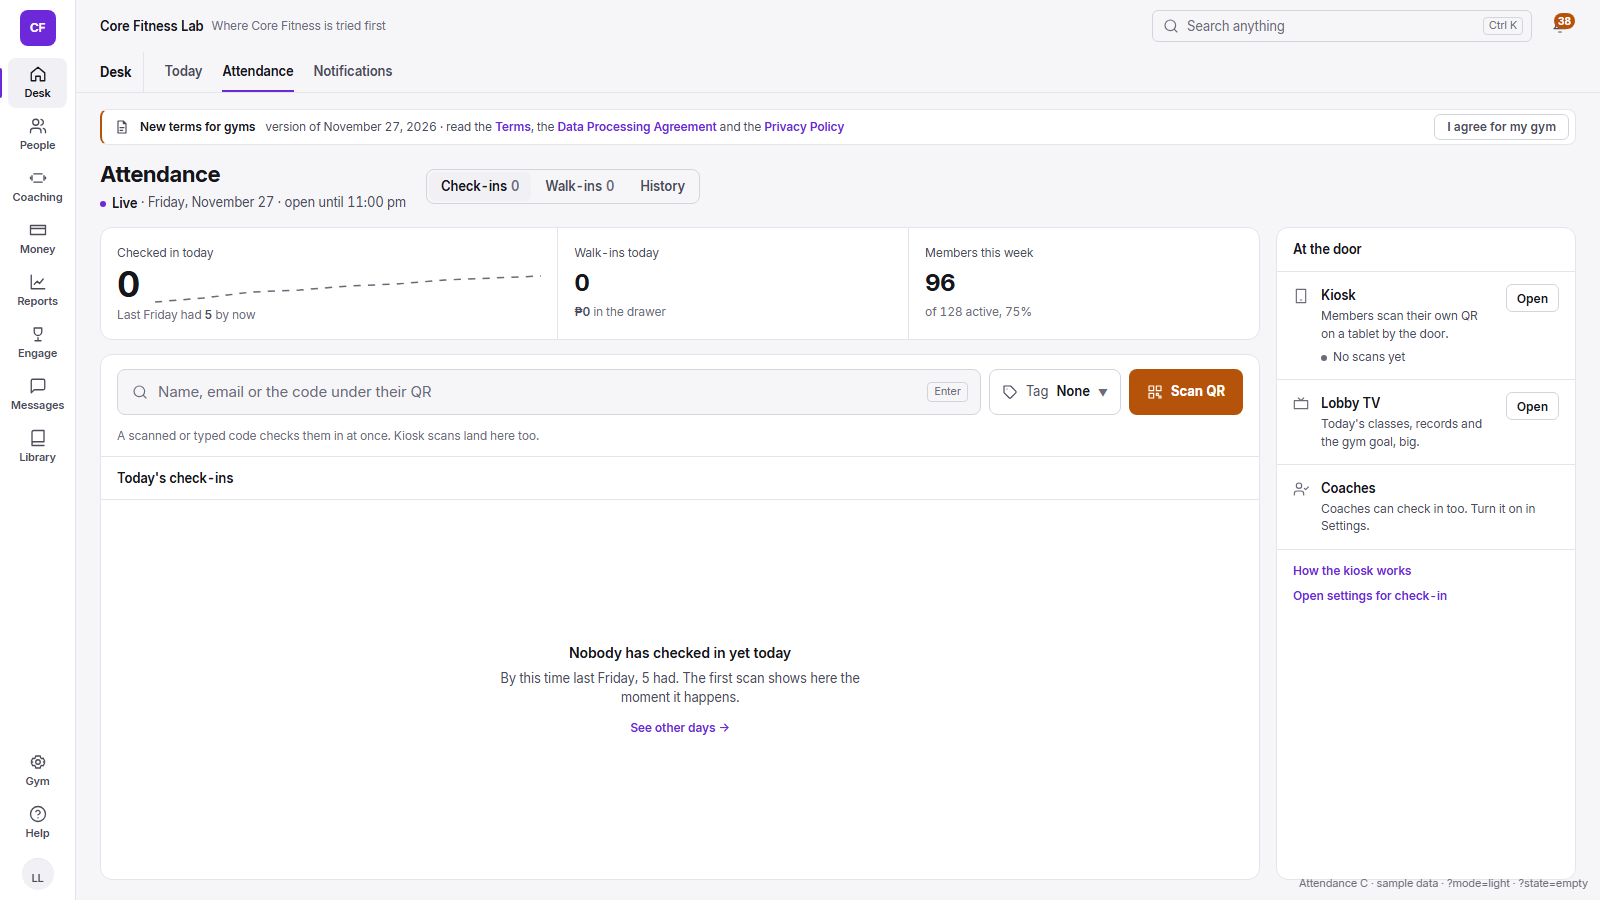 CF
Core Fitness Lab Where Core Fitness is tried first
Search anything Ctrl K
38
Desk Today Attendance Notifications
Desk
People
Coaching
Money
Reports
Engage
Messages
Library
Gym
Help
LL
New terms for gyms version of November 27, 2026 · read the Terms, the Data Processing Agreement and the Privacy Policy
I agree for my gym
Attendance
Live · Friday, November 27 · open until 11:00 pm
Check-ins 0 Walk-ins 0 History
Checked in today
0
Last Friday had 5 by now
Walk-ins today
0
₱0 in the drawer
Members this week
96
of 128 active, 75%
Name, email or the code under their QR Enter
Tag None
Scan QR
A scanned or typed code checks them in at once. Kiosk scans land here too.
Today's check-ins
Nobody has checked in yet today
By this time last Friday, 5 had. The first scan shows here the
moment it happens.
See other days →
At the door
Kiosk
Open
Members scan their own QR
on a tablet by the door.
No scans yet
Lobby TV
Open
Today's classes, records and
the gym goal, big.
Coaches
Coaches can check in too. Turn it on in
Settings.
How the kiosk works
Open settings for check-in
Attendance C · sample data · ?mode=light · ?state=empty